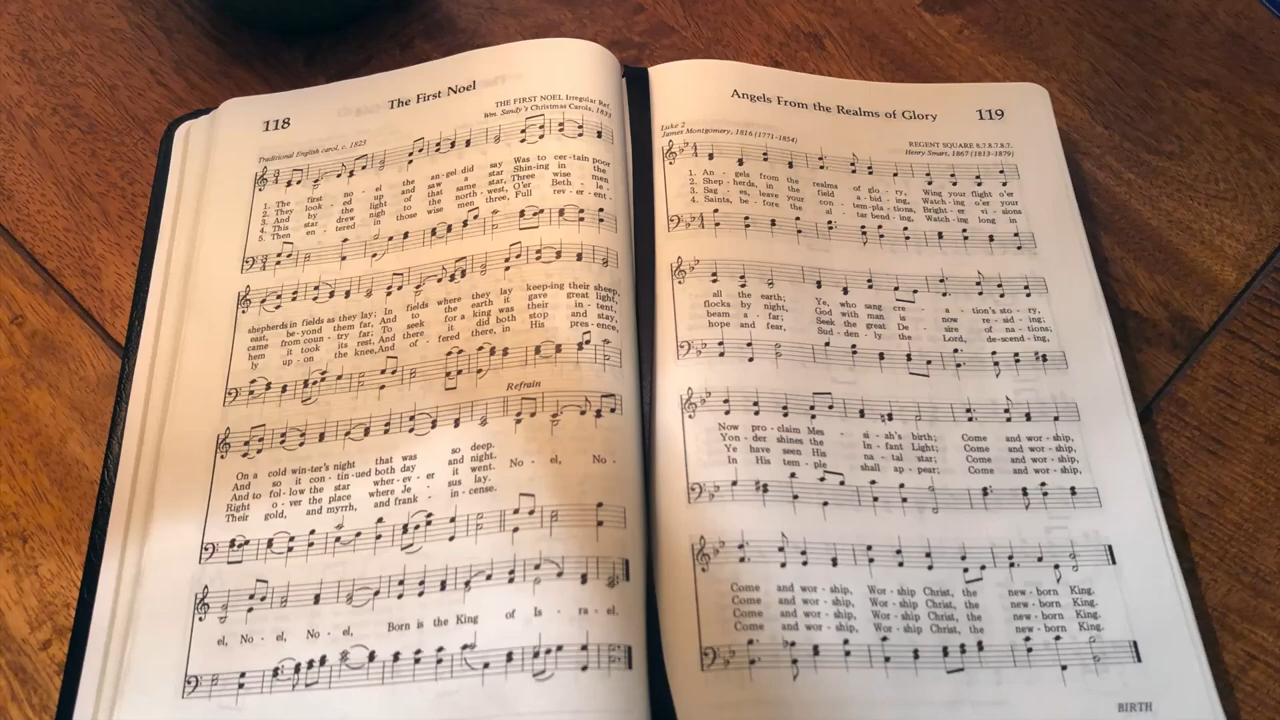 The First Noel
118
THE FIRST NOEL Irregular Ref.
Wm. Sandy's Christmas Carols, 1833
Traditional English carol, c. 1823
1. The first no - el the an-gel did say Was to cer-tain poor
2. They look - ed up and saw a star Shin-ing in the
3. And by the light of that same star, Three wise men
4. This star drew nigh to the north-west, O'er Beth - le -
5. Then en - tered in those wise men three, Full rev - er - ent -
shepherds in fields as they lay; In fields where they lay keep-ing their sheep,
east, be-yond them far, And to the earth it gave great light,
came from coun - try far; To seek for a king was their in - tent,
hem it took its rest, And there it did both stop and stay,
ly up - on the knee, And of - fered there, in His pres - ence,
Refrain
On a cold win-ter's night that was so deep.
And so it con - tin-ued both day and night.
And to fol - low the star wher - ev - er it went. No - el, No -
Right o - ver the place where Je - sus lay.
Their gold, and myrrh, and frank - in - cense.
el, No - el, No - el, Born is the King of Is - ra - el.
Angels From the Realms of Glory
119
Luke 2
James Montgomery, 1816 (1771-1854)
REGENT SQUARE 8.7.8.7.8.7.
Henry Smart, 1867 (1813-1879)
1. An - gels from the realms of glo - ry, Wing your flight o'er
2. Shep - herds, in the field a - bid - ing, Watch - ing o'er your
3. Sag - es, leave your con - tem - pla - tions, Bright - er vi - sions
4. Saints, be - fore the al - tar bend - ing, Watch - ing long in
all the earth; Ye, who sang cre - a - tion's sto - ry,
flocks by night, God with man is now re - sid - ing;
beam a - far; Seek the great De - sire of na - tions;
hope and fear, Sud - den - ly the Lord, de-scend - ing,
Now pro - claim Mes - si - ah's birth; Come and wor - ship,
Yon - der shines the In - fant Light; Come and wor - ship,
Ye have seen His na - tal star; Come and wor - ship,
In His tem - ple shall ap - pear; Come and wor - ship,
Come and wor - ship, Wor - ship Christ, the new - born King.
Come and wor - ship, Wor - ship Christ, the new - born King.
Come and wor - ship, Wor - ship Christ, the new - born King.
Come and wor - ship, Wor - ship Christ, the new - born King.
BIRTH